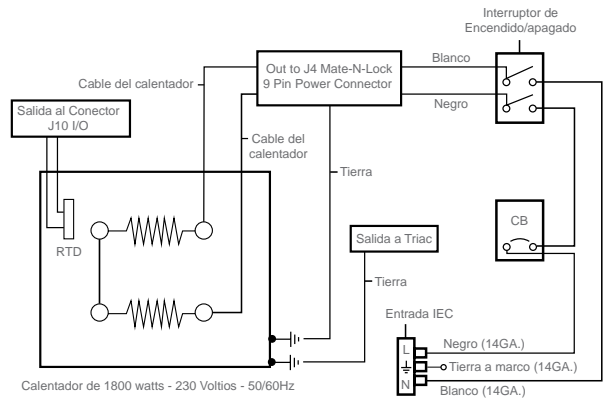 Interruptor de
Encendido/apagado
Blanco
Out to J4 Mate-N-Lock
9 Pin Power Connector
Cable del calentador
Negro
Salida al Conector
J10 I/O
Cable del
calentador
Tierra
CB
Salida a Triac
RTD
Tierra
Entrada IEC
Negro (14GA.)
L
Tierra a marco (14GA.)
N
Blanco (14GA.)
Calentador de 1800 watts - 230 Voltios - 50/60Hz